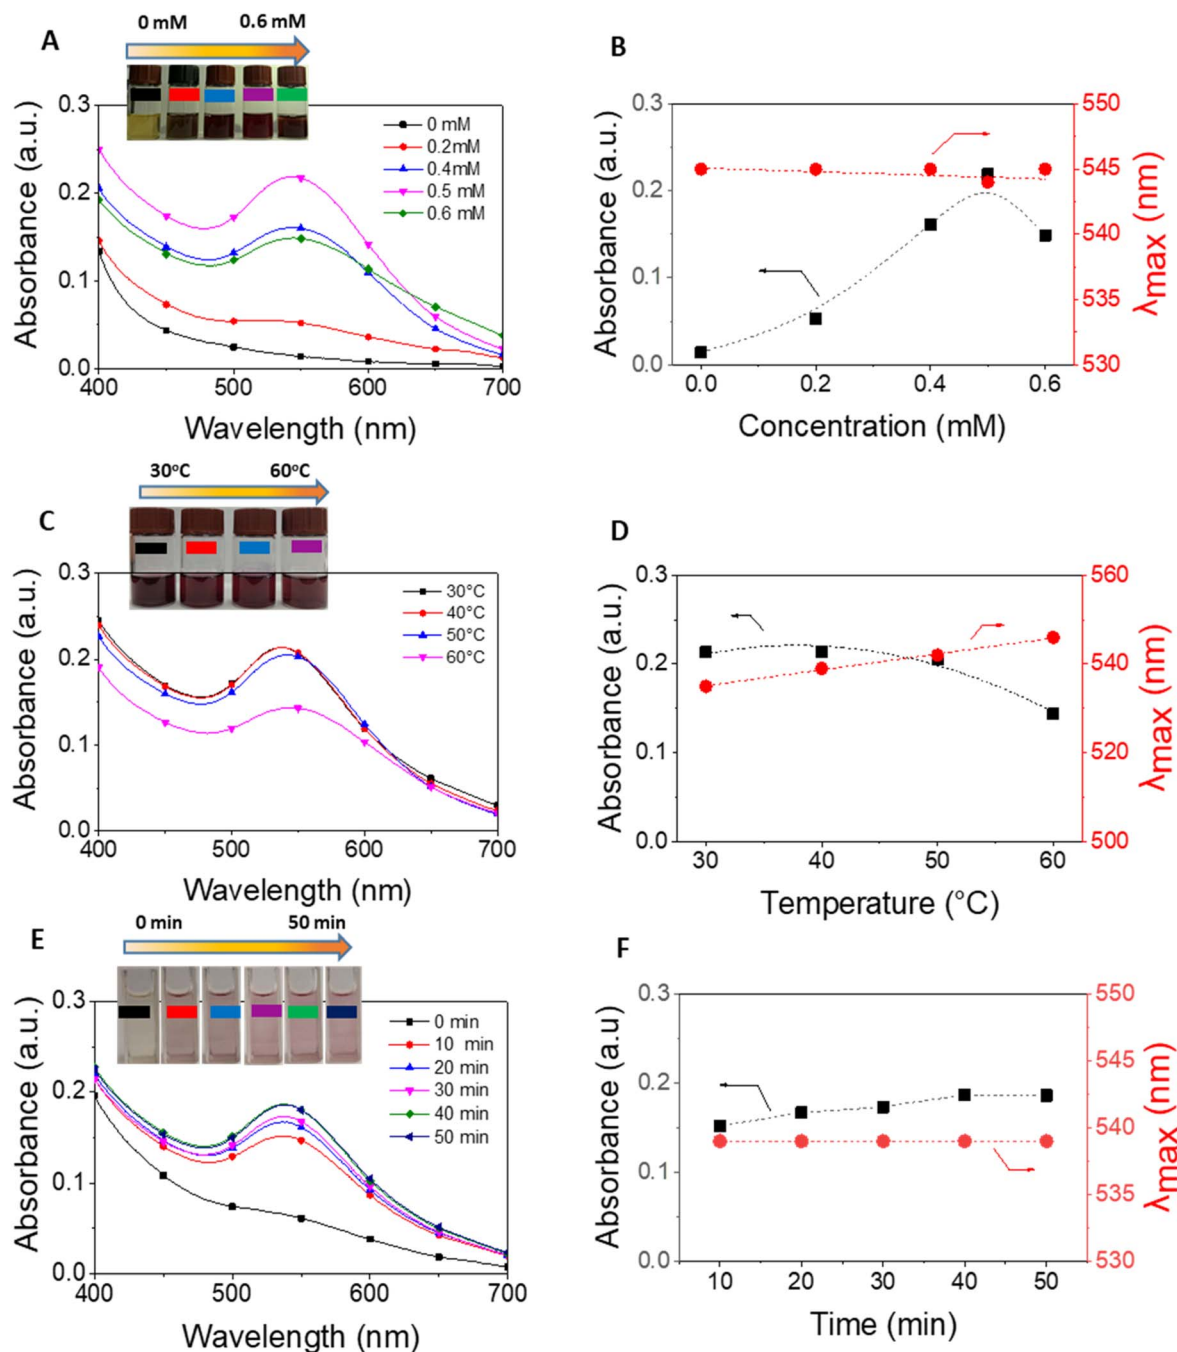 A
0 mM 0.6 mM
0.3
0.2
0.1
0.0
400 500 600 700
Absorbance (a.u.)
Wavelength (nm)
0 mM
0.2mM
0.4mM
0.5 mM
0.6 mM
B
0.3
0.2
0.1
0.0
0.0 0.2 0.4 0.6
550
545
540
535
530
Absorbance (a.u.)
λmax (nm)
Concentration (mM)
C
30°C 60°C
0.3
0.2
0.1
0.0
400 500 600 700
Absorbance (a.u.)
Wavelength (nm)
30°C
40°C
50°C
60°C
D
0.3
0.2
0.1
0.0
30 40 50 60
560
540
520
500
Absorbance (a.u.)
λmax (nm)
Temperature (°C)
E
0 min 50 min
0.3
0.2
0.1
0.0
400 500 600 700
Absorbance (a.u)
Wavelength (nm)
0 min
10 min
20 min
30 min
40 min
50 min
F
0.3
0.2
0.1
0.0
10 20 30 40 50
550
545
540
535
530
Absorbance (a.u.)
λmax (nm)
Time (min)